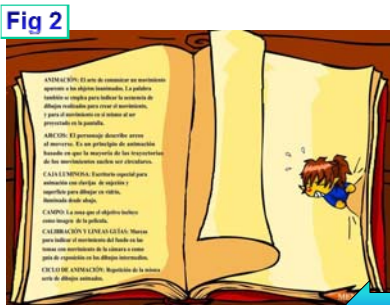 Fig 2
ANIMACIÓN: El arte de comunicar un movimiento
aparente a los objetos inanimados. La palabra
también se emplea para indicar la secuencia de
dibujos realizados para crear el movimiento,
y para el movimiento en si mismo al ser
proyectado en la pantalla.
ARCOS: El personaje describe arcos
al moverse. Es un principio de animación
basado en que la mayoría de las trayectorias
de los movimientos suelen ser circulares.
CAJA LUMINOSA: Escritorio especial para
animación con clavijas de sujeción y
superficie para dibujar en vidrio,
iluminada desde abajo.
CAMPO: La zona que el objetivo incluye
como imagen de la película.
CALIBRACIÓN Y LINEAS GUÍAS: Marcas
para indicar el movimiento del fondo en las
tomas con movimiento de la cámara o como
guia de exposición en los dibujos intermedios.
CICLO DE ANIMACIÓN: Repetición de la misma
serie de dibujos animados.